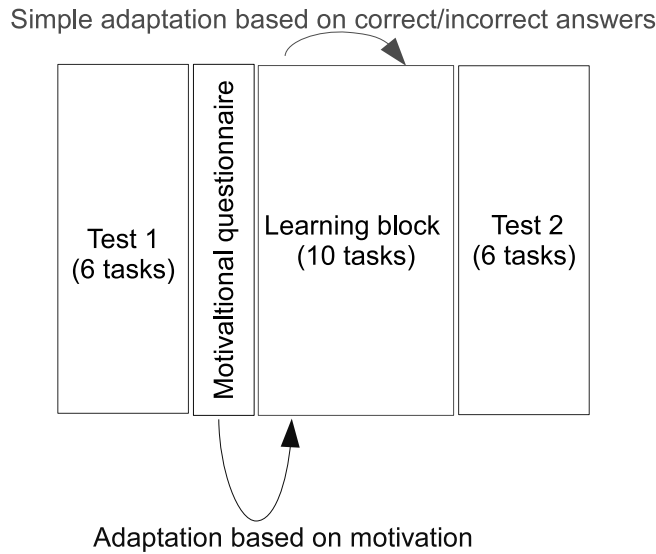 Simple adaptation based on correct/incorrect answers
Test 1
(6 tasks)
Motivaltional questionnaire
Learning block
(10 tasks)
Test 2
(6 tasks)
Adaptation based on motivation